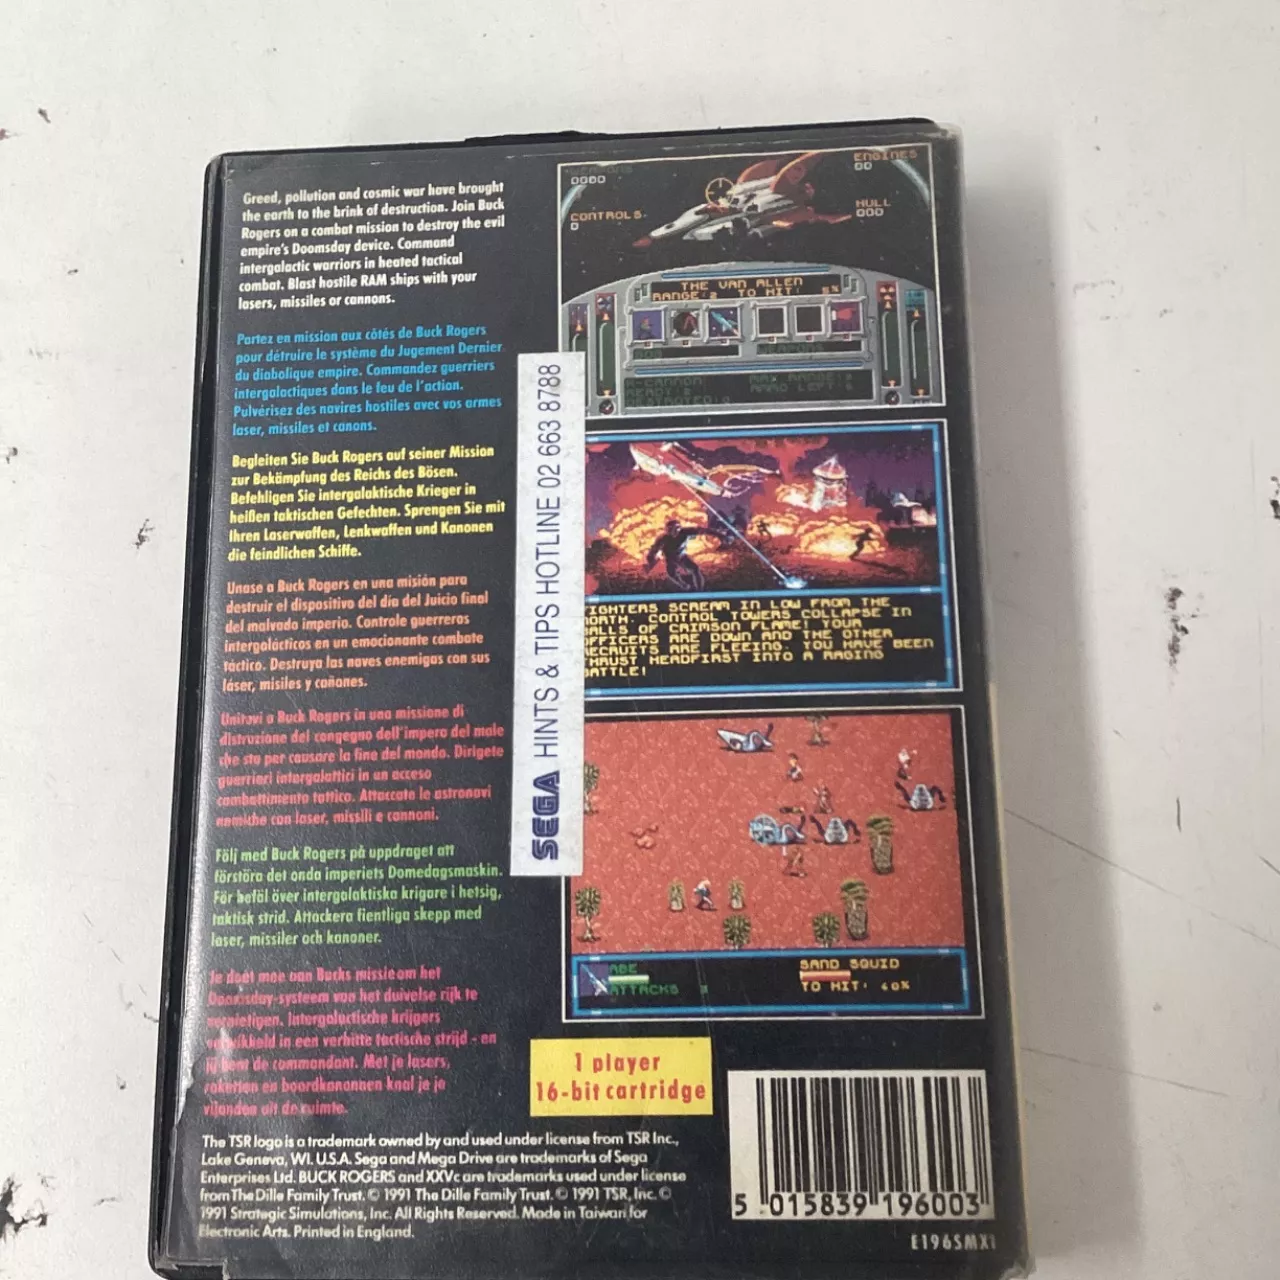 Greed, pollution and cosmic war have brought
the earth to the brink of destruction. Join Buck
Rogers on a combat mission to destroy the evil
empire's Doomsday device. Command
intergalactic warriors in heated tactical
combat. Blast hostile RAM ships with your
lasers, missiles or cannons.
Partez en mission aux côtés de Buck Rogers
pour détruire le système du Jugement Dernier
du diabolique empire. Commandez guerriers
intergalactiques dans le feu de l'action.
Pulvérisez des navires hostiles avec vos armes
laser, missiles et canons.
Begleiten Sie Buck Rogers auf seiner Mission
zur Bekämpfung des Reichs des Bösen.
Befehligen Sie intergalaktische Krieger in
heißen taktischen Gefechten. Sprengen Sie mit
Ihren Laserwaffen, Lenkwaffen und Kanonen
die feindlichen Schiffe.
Unase a Buck Rogers en una misión para
destruir el dispositivo del día del Juicio final
del malvado imperio. Controle guerreros
intergalácticos en un emocionante combate
táctico. Destruya las naves enemigas con sus
láser, misiles y cañones.
Unitevi a Buck Rogers in una missione di
distruzione del congegno dell'impero del male
che sta per causare la fine del mondo. Dirigete
guerrieri intergalattici in un acceso
combattimento tattico. Attaccate le astronavi
nemiche con laser, missili e cannoni.
Följ med Buck Rogers på uppdraget att
förstöra det onda imperiets Domedagsmaskin.
För befäl över intergalaktiska krigare i hetsig,
taktisk strid. Attackera fientliga skepp med
laser, missiler och kanoner.
Je doet mee aan Bucks missie om het
Doomsday-systeem van het duivelse rijk te
vernietigen. Intergalactische krijgers
verwikkeld in een verhitte tactische strijd - en
jij bent de commandant. Met je lasers,
raketten en boordkanonnen knal je je
vijanden uit de ruimte.
WEAPONS
0000
ENGINES
00
CONTROLS
0
HULL
000
THE VAN ALLEN
RANGE:2 TO HIT: 5%
MAX RANGE:
AMMO LEFT:
K-CANNON
READY
DESTROYED:0
SEGA HINTS & TIPS HOTLINE 02 663 8788
FIGHTERS SCREAM IN LOW FROM THE
NORTH. CONTROL TOWERS COLLAPSE IN
BALLS OF CRIMSON FLAME! YOUR
OFFICERS ARE DOWN AND THE OTHER
RECRUITS ARE FLEEING. YOU HAVE BEEN
THRUST HEADFIRST INTO A RAGING
BATTLE!
ABE
ATTACKS
SAND SQUID
TO HIT: 60%
1 player
16-bit cartridge
The TSR logo is a trademark owned by and used under license from TSR Inc.,
Lake Geneva, WI. U.S.A. Sega and Mega Drive are trademarks of Sega
Enterprises Ltd. BUCK ROGERS and XXVc are trademarks used under license
from The Dille Family Trust. © 1991 The Dille Family Trust. © 1991 TSR, Inc. ©
1991 Strategic Simulations, Inc. All Rights Reserved. Made in Taiwan for
Electronic Arts. Printed in England.
5 015839 196003
E196SMX1